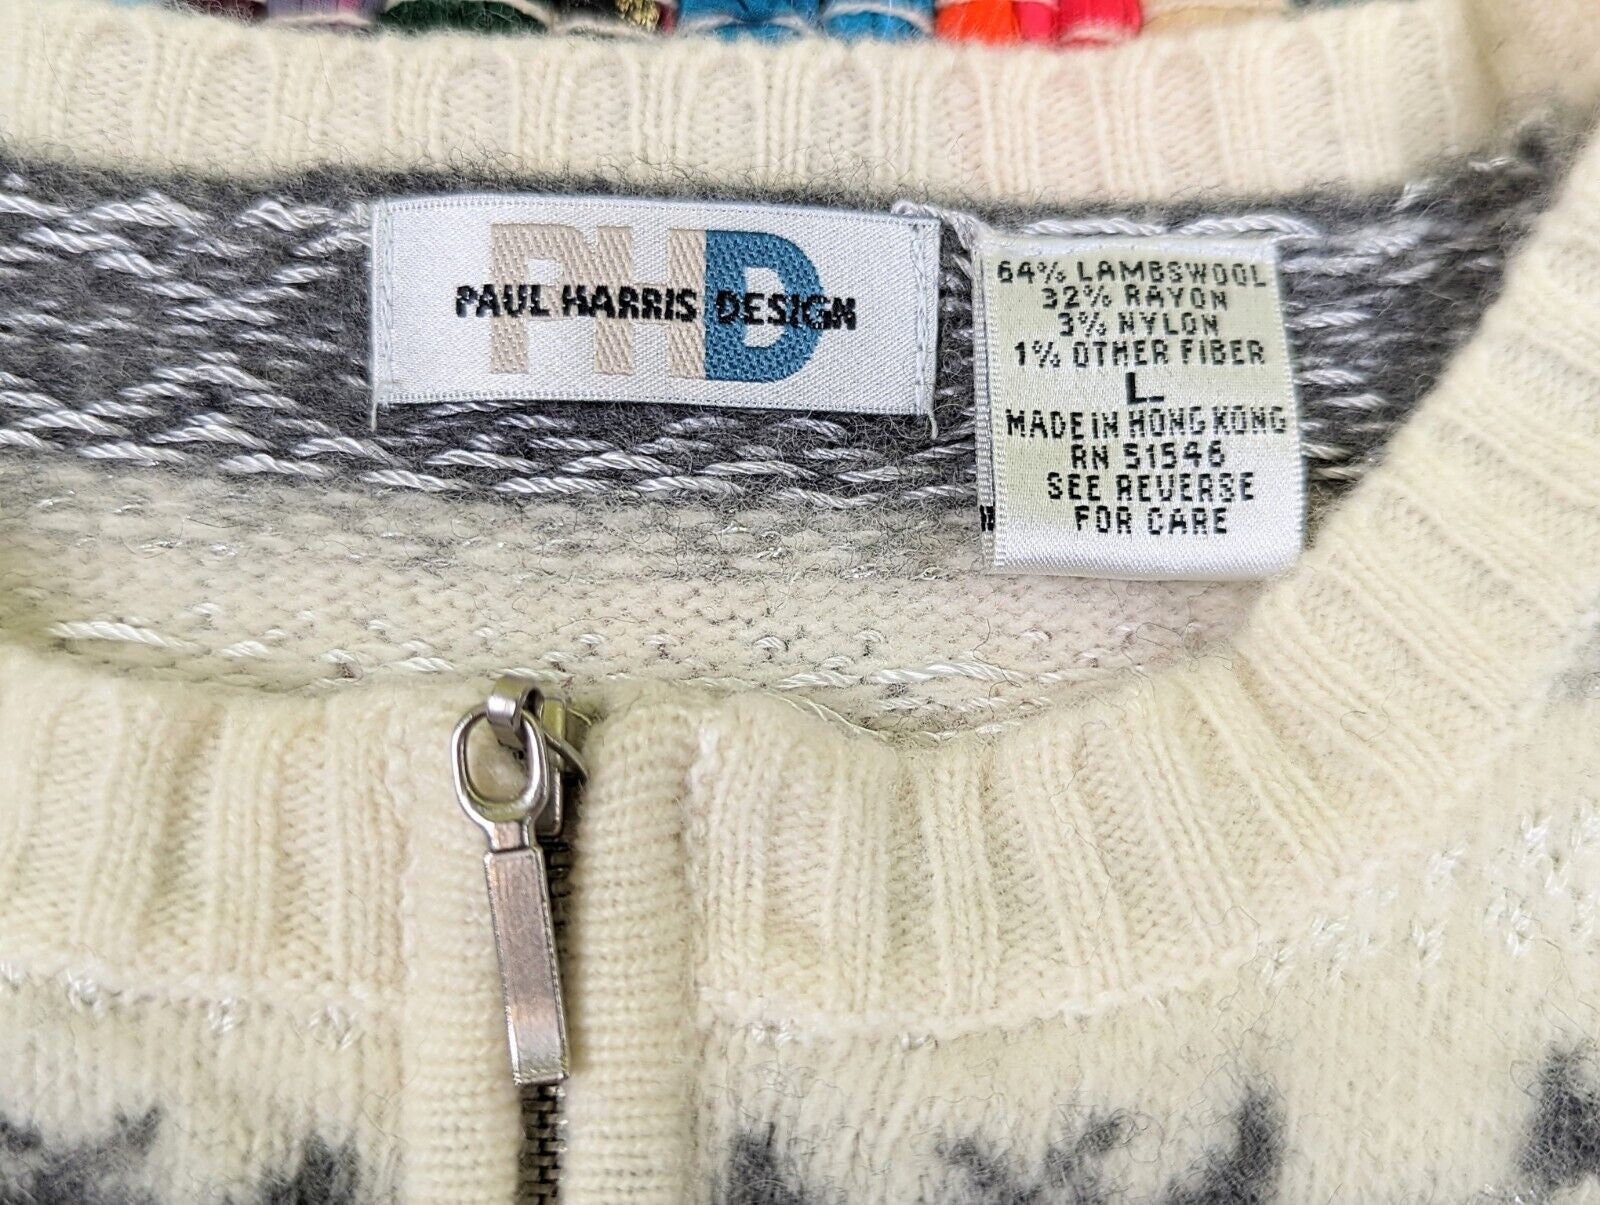 PHD
PAUL HARRIS DESIGN
64% LAMBSWOOL
32% RAYON
3% NYLON
1% OTHER FIBER
L
MADE IN HONG KONG
RN 51546
SEE REVERSE
FOR CARE